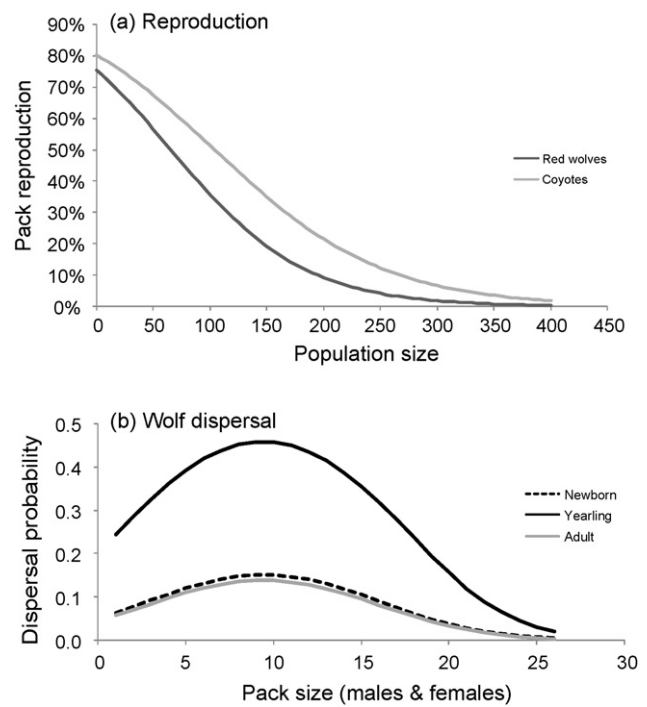 (a) Reproduction
Pack reproduction
90%
80%
70%
60%
50%
40%
30%
20%
10%
0%
0 50 100 150 200 250 300 350 400 450
Population size
Red wolves
Coyotes
(b) Wolf dispersal
Dispersal probability
0.5
0.4
0.3
0.2
0.1
0.0
0 5 10 15 20 25 30
Pack size (males & females)
Newborn
Yearling
Adult